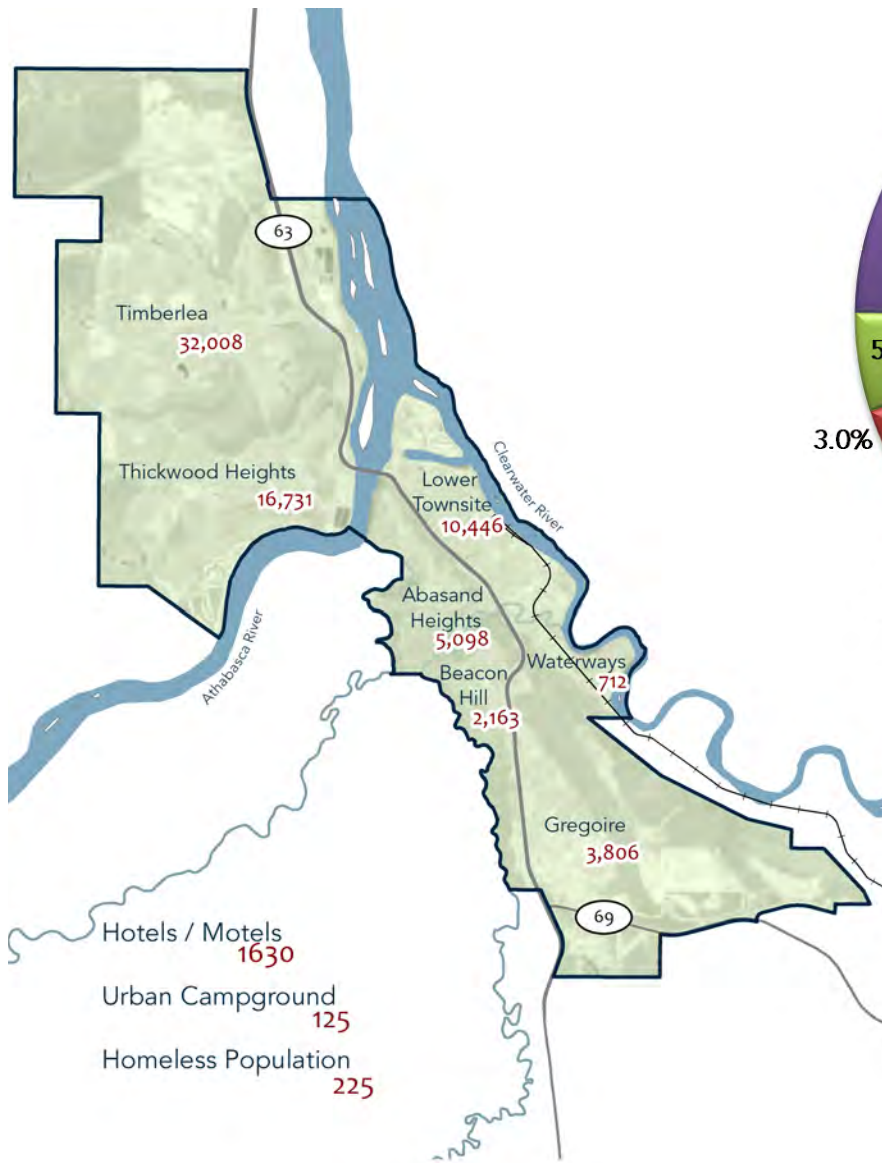 63
Timberlea
32,008
5
3.0%
Thickwood Heights
16,731
Lower
Townsite
10,446
Clearwater River
Abasand
Heights
5,098
Waterways
712
Beacon
Hill
2,163
Athabasca River
Gregoire
3,806
69
Hotels / Motels
1630
Urban Campground
125
Homeless Population
225